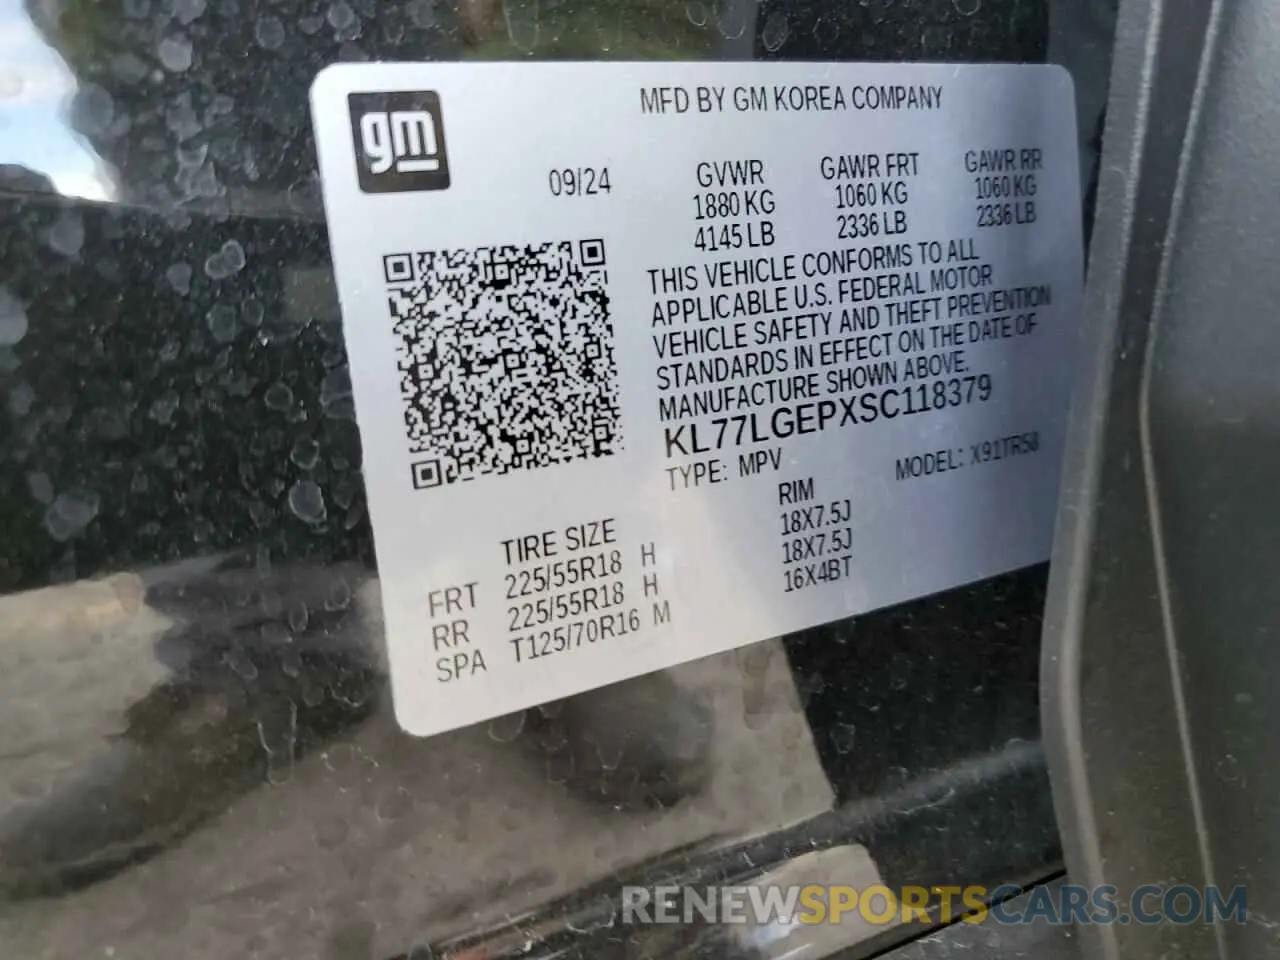 gm
MFD BY GM KOREA COMPANY
09/24
GVWR GAWR FRT GAWR RR
1880 KG 1060 KG 1060 KG
4145 LB 2336 LB 2336 LB
THIS VEHICLE CONFORMS TO ALL
APPLICABLE U.S. FEDERAL MOTOR
VEHICLE SAFETY AND THEFT PREVENTION
STANDARDS IN EFFECT ON THE DATE OF
MANUFACTURE SHOWN ABOVE.
KL77LGEPXSC118379
TYPE: MPV MODEL: X91TR58
TIRE SIZE RIM
FRT 225/55R18 H 18X7.5J
RR 225/55R18 H 18X7.5J
SPA T125/70R16 M 16X4BT
RENEWSPORTSCARS.COM